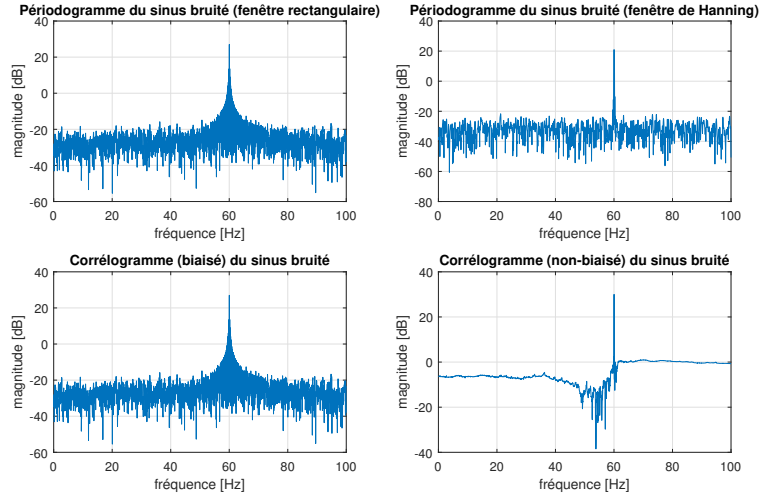 Périodogramme du sinus bruité (fenêtre rectangulaire)
40
20
0
-20
-40
-60
magnitude [dB]
0 20 40 60 80 100
fréquence [Hz]
Périodogramme du sinus bruité (fenêtre de Hanning)
40
20
0
-20
-40
-60
-80
magnitude [dB]
0 20 40 60 80 100
fréquence [Hz]
Corrélogramme (biaisé) du sinus bruité
40
20
0
-20
-40
-60
magnitude [dB]
0 20 40 60 80 100
fréquence [Hz]
Corrélogramme (non-biaisé) du sinus bruité
40
20
0
-20
-40
magnitude [dB]
0 20 40 60 80 100
fréquence [Hz]